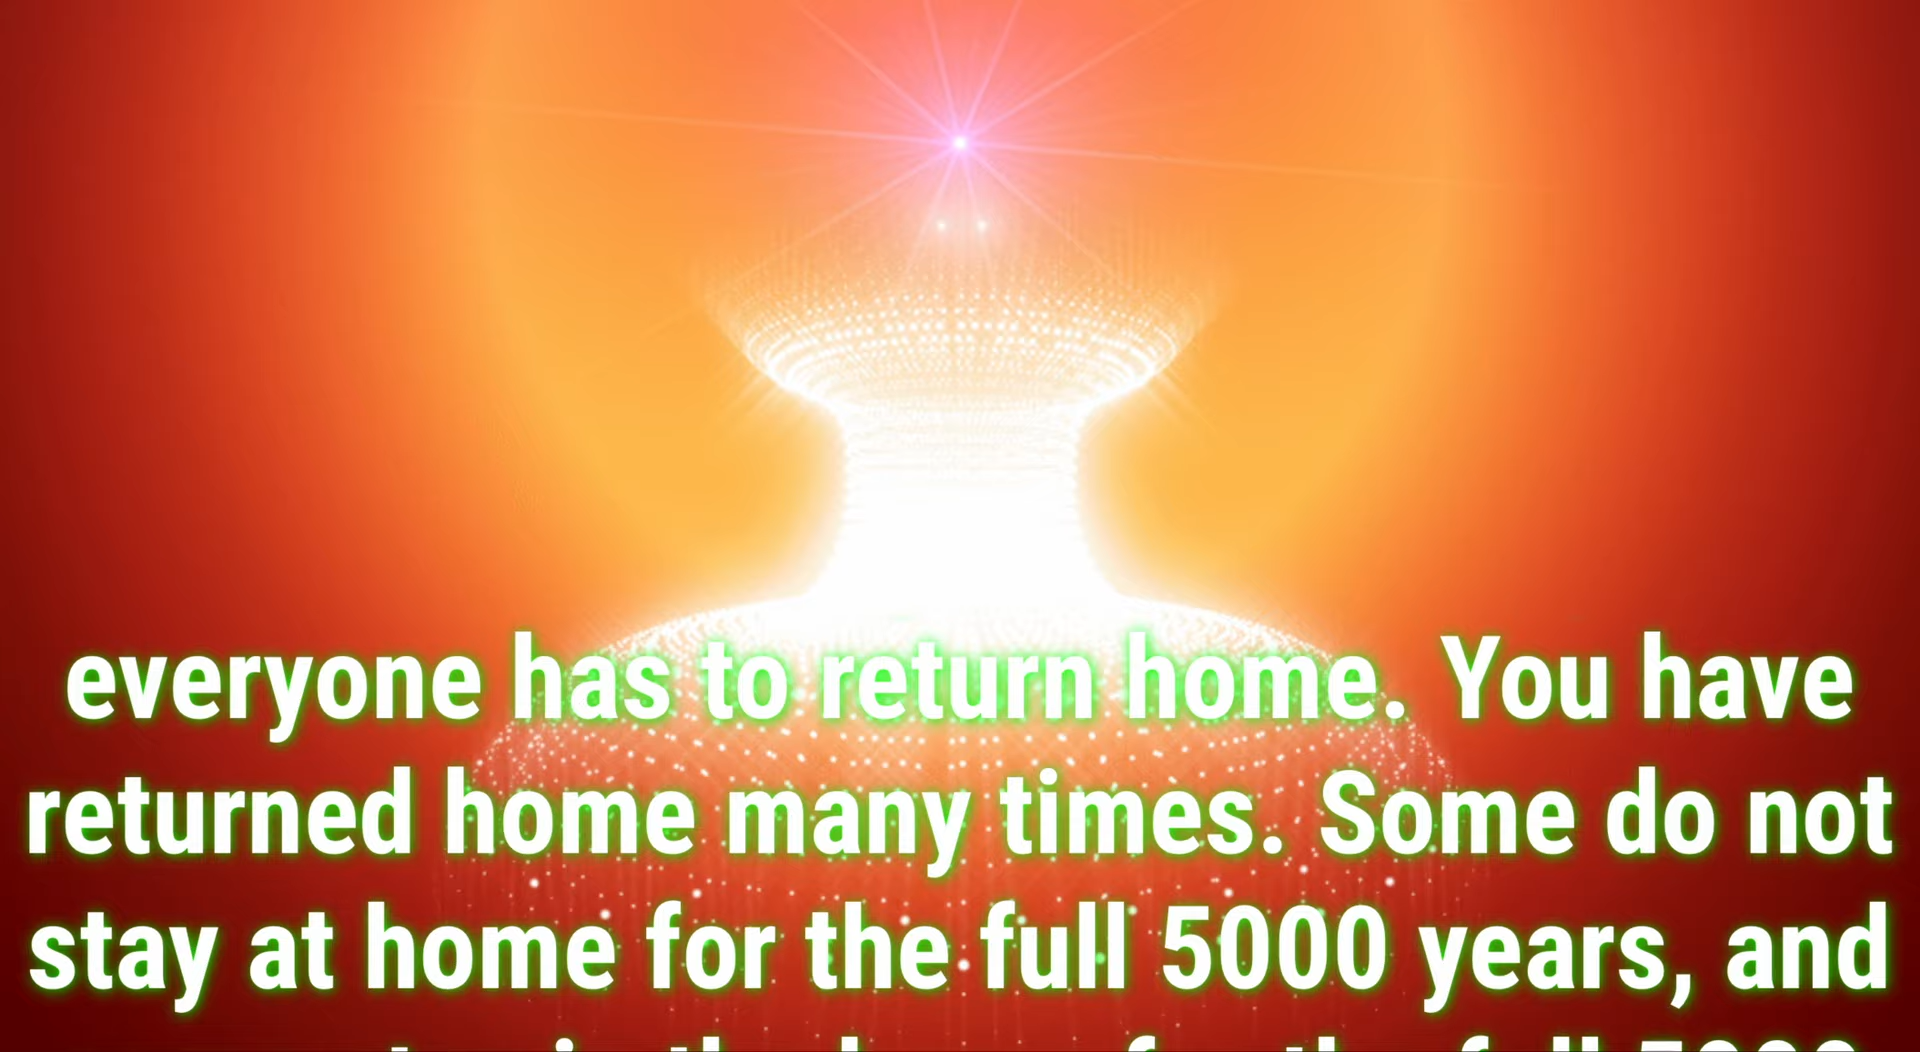 everyone has to return home. You have
returned home many times. Some do not
stay at home for the full 5000 years, and